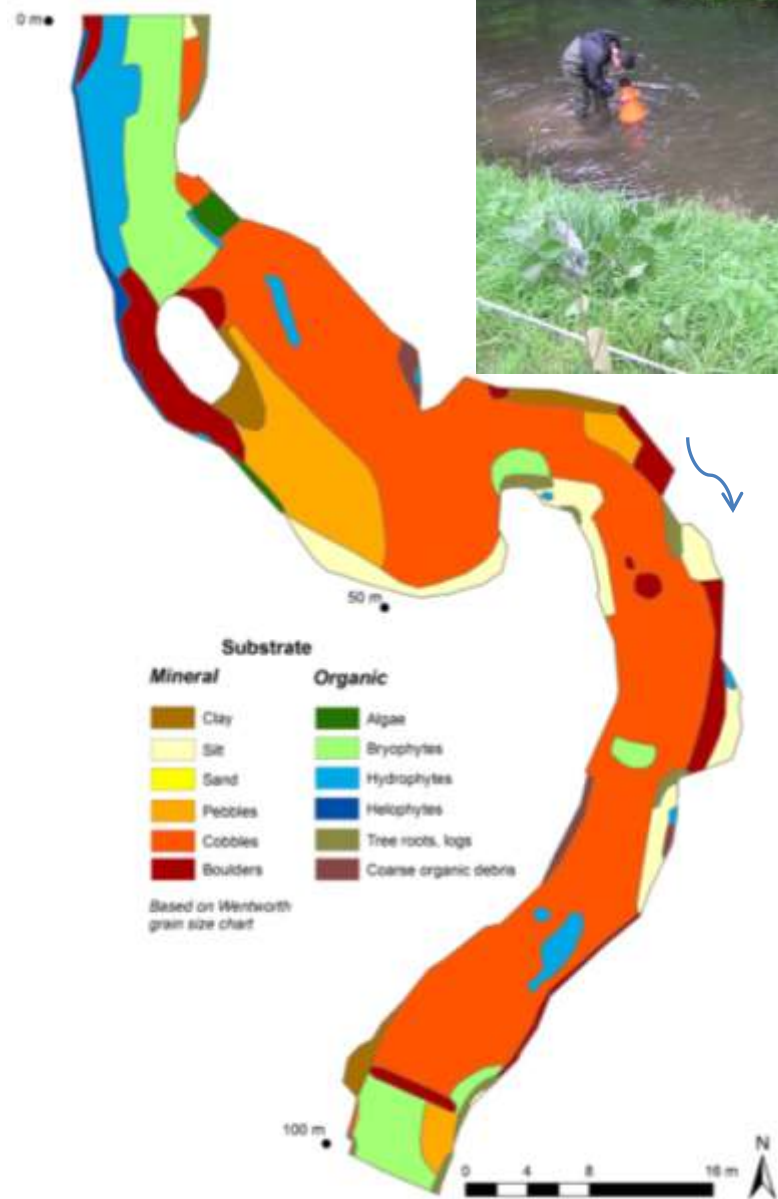 0 m
50 m
Substrate
Mineral
Organic
Clay
Silt
Sand
Pebbles
Cobbles
Boulders
Algae
Bryophytes
Hydrophytes
Helophytes
Tree roots, logs
Coarse organic debris
Based on Wentworth
grain size chart
100 m
N
0 4 8 16 m